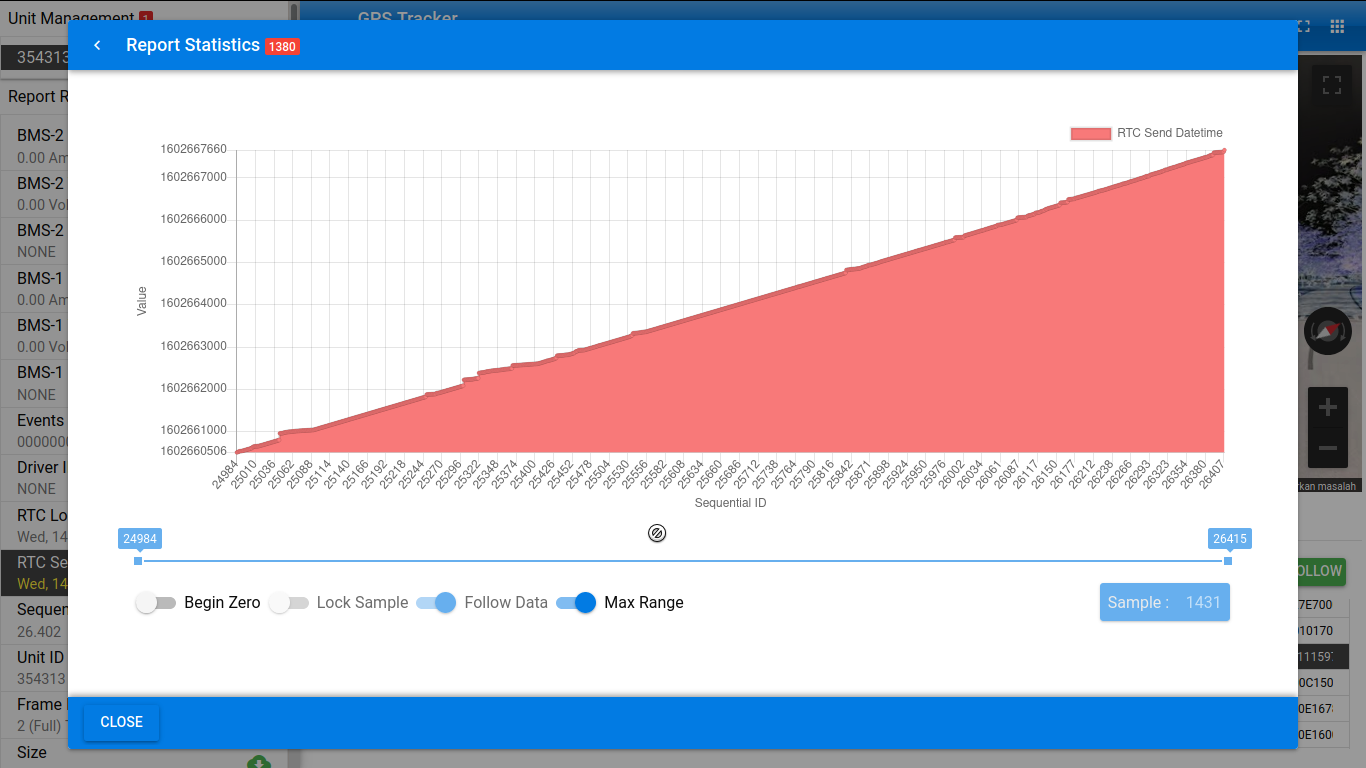 Unit Management 1
GPS Tracker
354313
Report R
BMS-2
0.00 Am
BMS-2
0.00 Vol
BMS-2
NONE
BMS-1
0.00 Am
BMS-1
0.00 Vol
BMS-1
NONE
Events
0000000
Driver I
NONE
RTC Lo
Wed, 14
RTC Se
Wed, 14
Sequen
26.402
Unit ID
354313
Frame
2 (Full)
Size
Report Statistics 1380
RTC Send Datetime
Value
1602667660
1602667000
1602666000
1602665000
1602664000
1602663000
1602662000
1602661000
1602660506
24984 25010 25036 25062 25088 25114 25140 25166 25192 25218 25244 25270 25296 25322 25348 25374 25400 25426 25452 25478 25504 25530 25556 25582 25608 25634 25660 25686 25712 25738 25764 25790 25816 25842 25871 25898 25924 25950 25976 26002 26034 26061 26087 26117 26150 26177 26212 26238 26266 26293 26323 26354 26380 26407
Sequential ID
24984 26415
Begin Zero Lock Sample Follow Data Max Range Sample : 1431
CLOSE
kan masalah
OLLOW
7E700
010170
11159
0C150
0E167
0E160